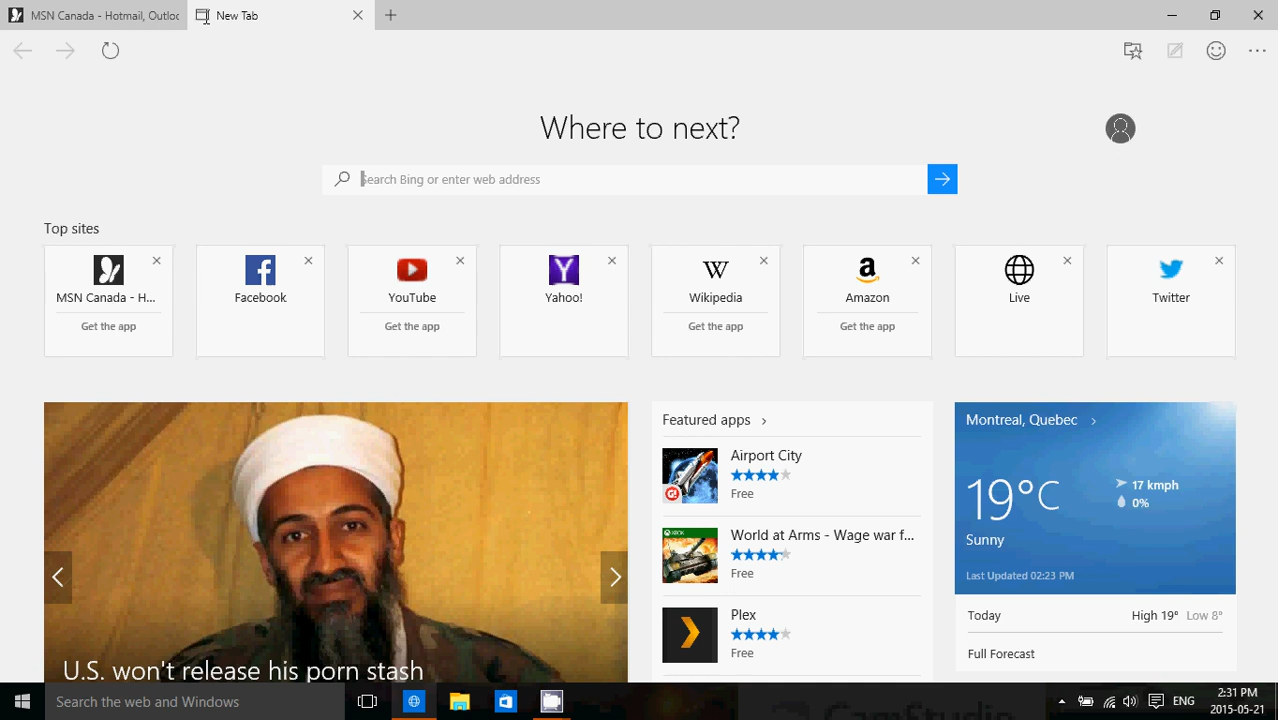 MSN Canada - Hotmail, Outloo
New Tab
Where to next?
Search Bing or enter web address
Top sites
MSN Canada - H...
Get the app
Facebook
YouTube
Get the app
Yahoo!
Wikipedia
Get the app
Amazon
Get the app
Live
Twitter
U.S. won't release his porn stash
Featured apps
Airport City
Free
World at Arms - Wage war f...
Free
Plex
Free
Montreal, Quebec
19°C
17 kmph
0%
Sunny
Last Updated 02:23 PM
Today High 19° Low 8°
Full Forecast
Search the web and Windows
CamStudio
ENG
2:31 PM
2015-05-21